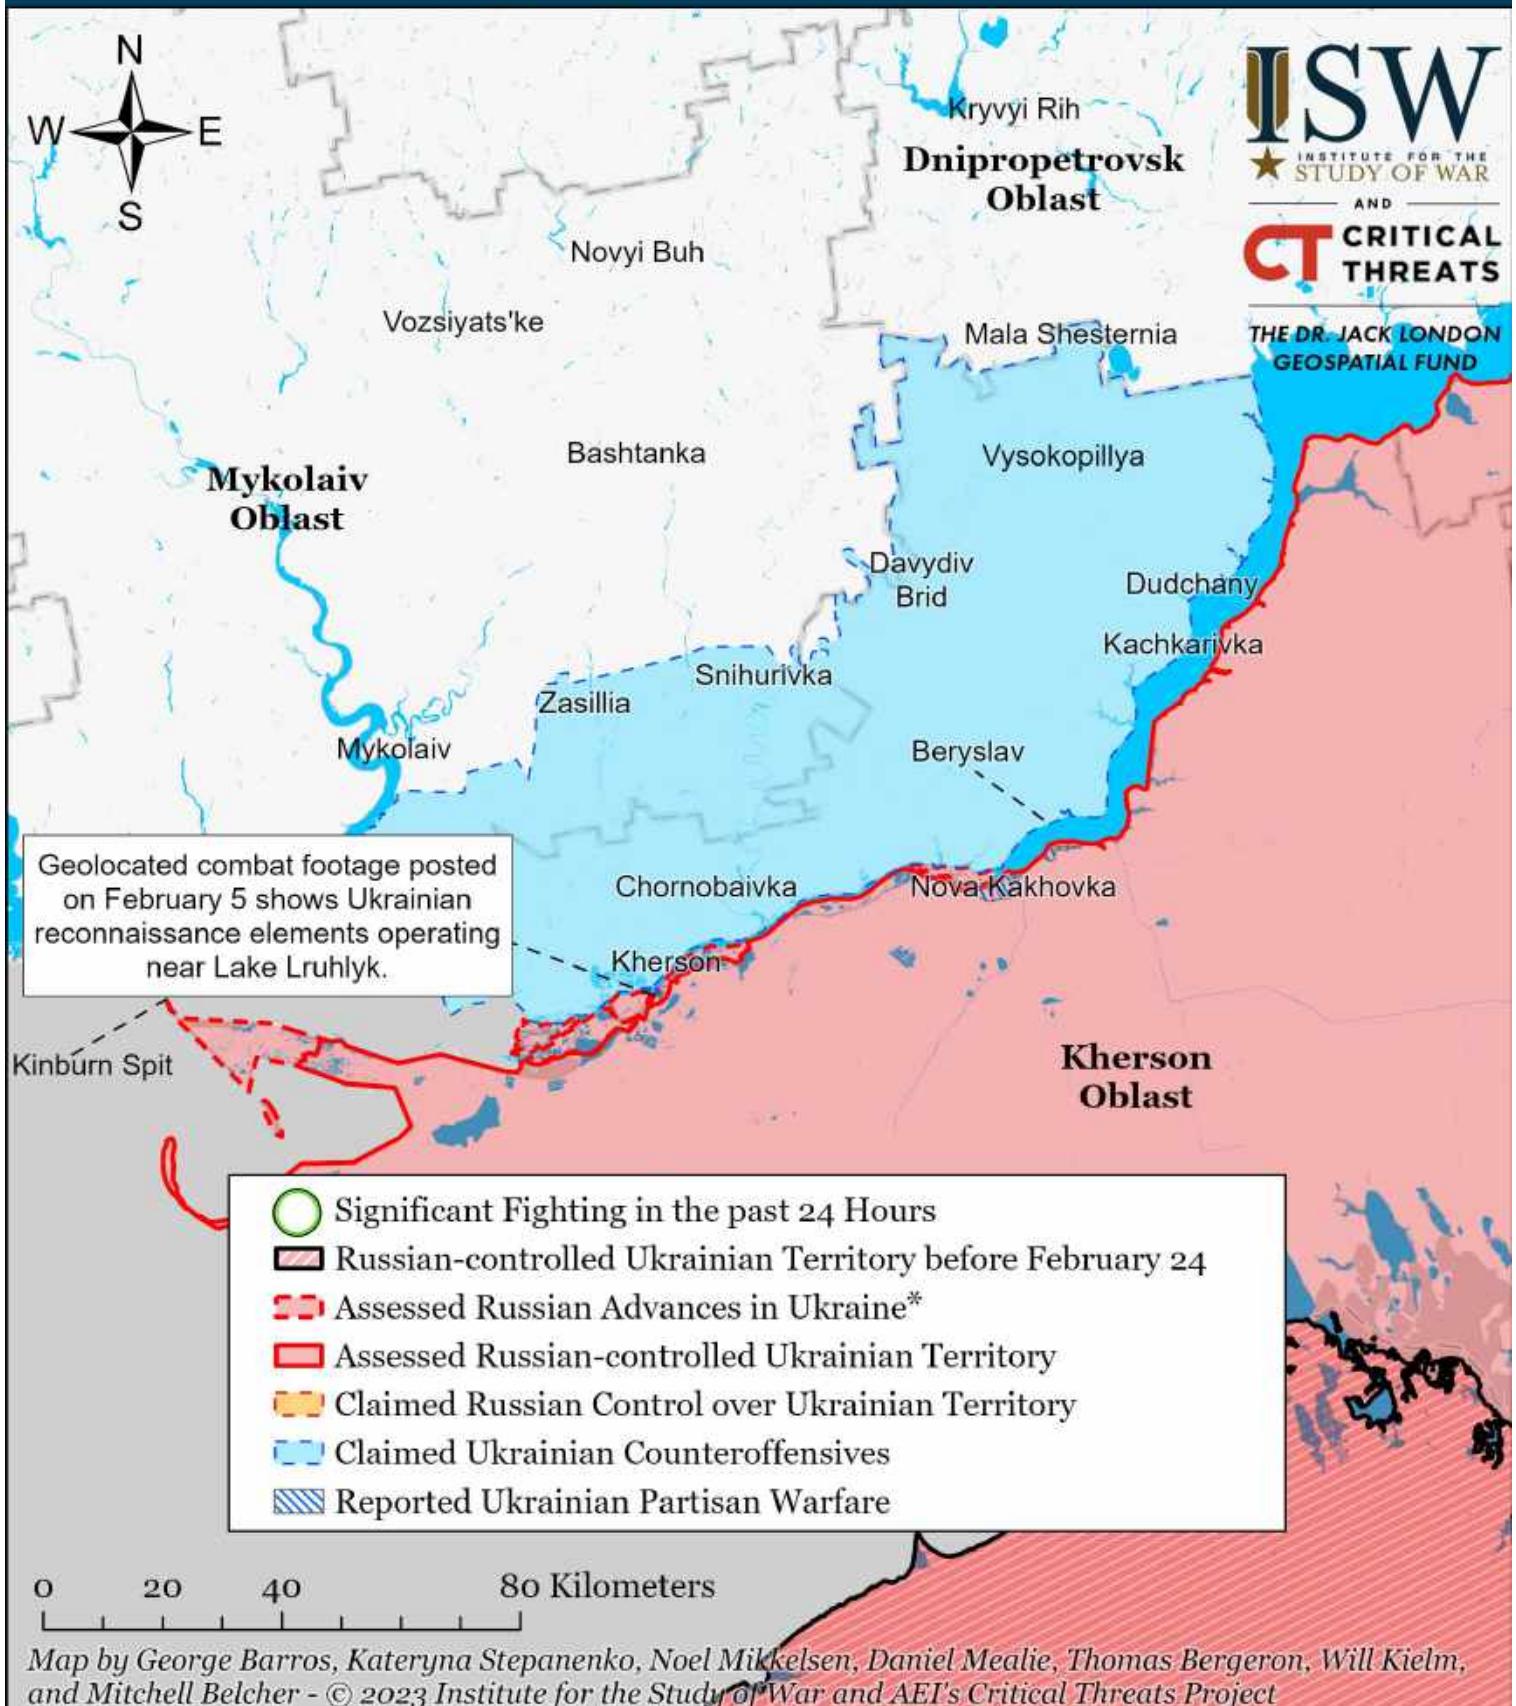 N
W E
S
ISW
INSTITUTE FOR THE
STUDY OF WAR
AND
CT CRITICAL
THREATS
THE DR. JACK LONDON
GEOSPATIAL FUND
Kryvyi Rih
Dnipropetrovsk
Oblast
Novyi Buh
Vozsiyats'ke
Mala Shesternia
Bashtanka
Vysokopillya
Mykolaiv
Oblast
Davydiv
Brid
Dudchany
Kachkarivka
Snihurivka
Zasillia
Mykolaiv
Beryslav
Geolocated combat footage posted
on February 5 shows Ukrainian
reconnaissance elements operating
near Lake Lruhlyk.
Chornobaivka
Nova Kakhovka
Kherson
Kinburn Spit
Kherson
Oblast
Significant Fighting in the past 24 Hours
Russian-controlled Ukrainian Territory before February 24
Assessed Russian Advances in Ukraine*
Assessed Russian-controlled Ukrainian Territory
Claimed Russian Control over Ukrainian Territory
Claimed Ukrainian Counteroffensives
Reported Ukrainian Partisan Warfare
0 20 40 80 Kilometers
Map by George Barros, Kateryna Stepanenko, Noel Mikkelsen, Daniel Mealie, Thomas Bergeron, Will Kielm,
and Mitchell Belcher - © 2023 Institute for the Study of War and AEI's Critical Threats Project